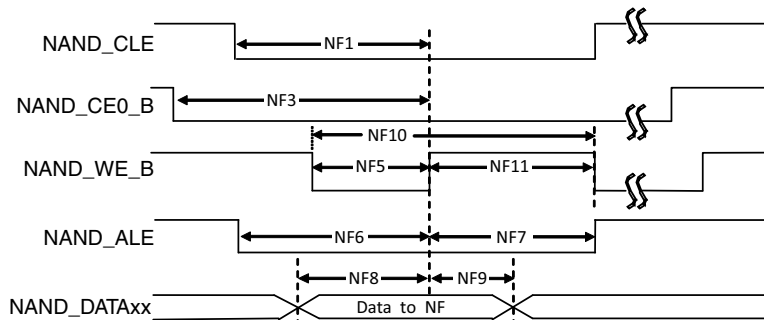 NAND_CLE
NF1
NAND_CE0_B
NF3
NF10
NAND_WE_B
NF5
NF11
NAND_ALE
NF6
NF7
NF8
NF9
NAND_DATAxx
Data to NF